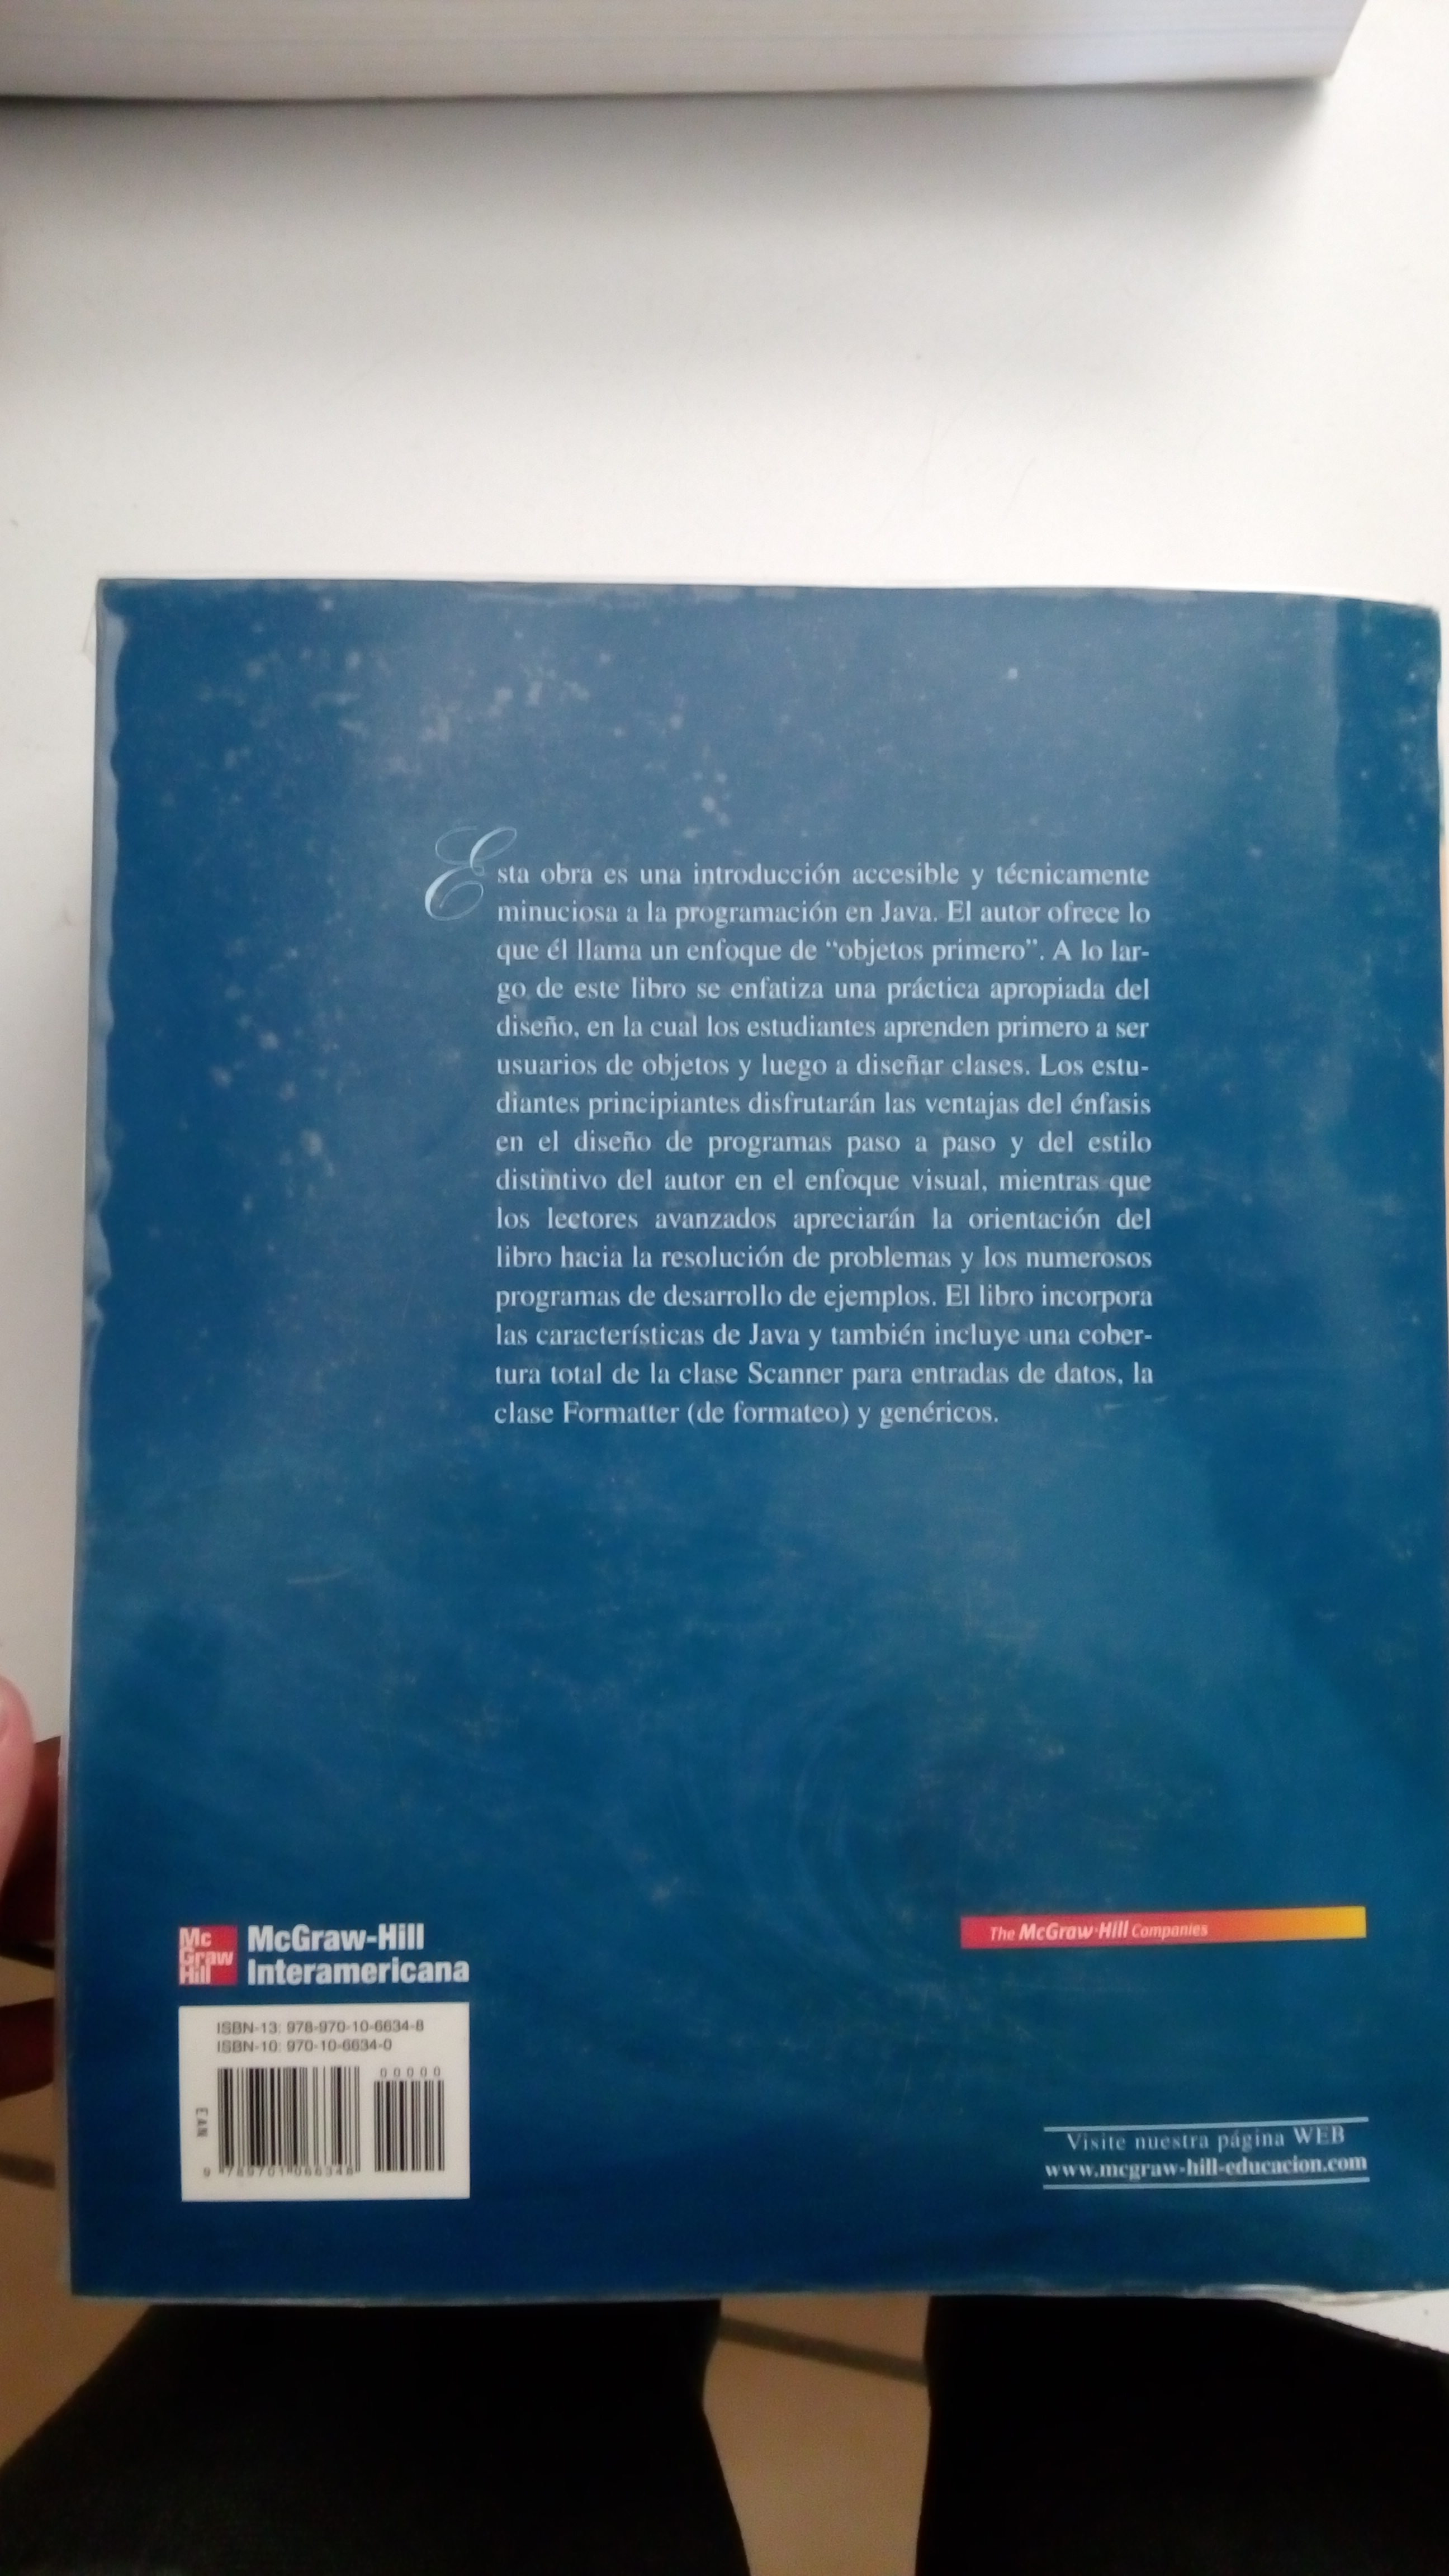 Esta obra es una introducción accesible y técnicamente
minuciosa a la programación en Java. El autor ofrece lo
que él llama un enfoque de “objetos primero”. A lo lar-
go de este libro se enfatiza una práctica apropiada del
diseño, en la cual los estudiantes aprenden primero a ser
usuarios de objetos y luego a diseñar clases. Los estu-
diantes principiantes disfrutarán las ventajas del énfasis
en el diseño de programas paso a paso y del estilo
distintivo del autor en el enfoque visual, mientras que
los lectores avanzados apreciarán la orientación del
libro hacia la resolución de problemas y los numerosos
programas de desarrollo de ejemplos. El libro incorpora
las características de Java y también incluye una cober-
tura total de la clase Scanner para entradas de datos, la
clase Formatter (de formateo) y genéricos.
Mc
Graw
Hill
McGraw-Hill
Interamericana
The McGraw·Hill Companies
ISBN-13: 978-970-10-6634-8
ISBN-10: 970-10-6634-0
00000
EAN
9 789701 066348
Visite nuestra página WEB
www.mcgraw-hill-educacion.com